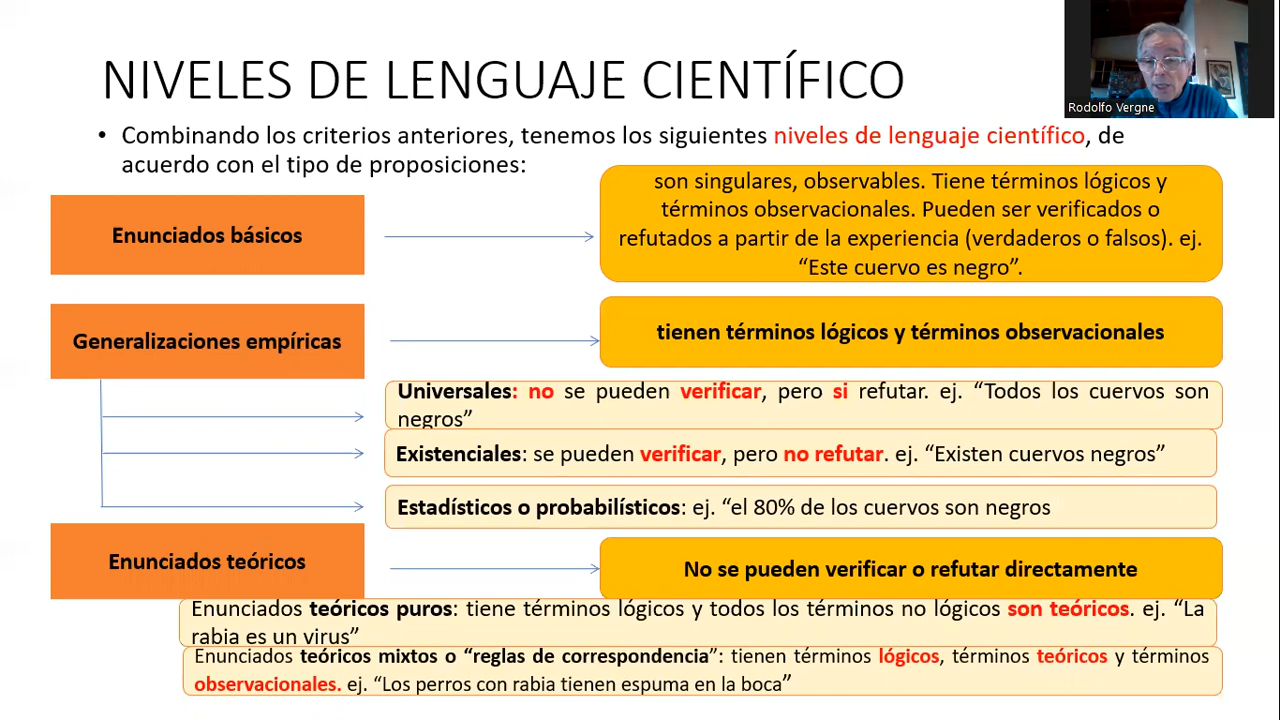 NIVELES DE LENGUAJE CIENTÍFICO
Rodolfo Vergne
• Combinando los criterios anteriores, tenemos los siguientes niveles de lenguaje científico, de
acuerdo con el tipo de proposiciones:
Enunciados básicos
son singulares, observables. Tiene términos lógicos y
términos observacionales. Pueden ser verificados o
refutados a partir de la experiencia (verdaderos o falsos). ej.
“Este cuervo es negro”.
Generalizaciones empíricas
tienen términos lógicos y términos observacionales
Universales: no se pueden verificar, pero si refutar. ej. “Todos los cuervos son
negros”
Existenciales: se pueden verificar, pero no refutar. ej. “Existen cuervos negros”
Estadísticos o probabilísticos: ej. “el 80% de los cuervos son negros
Enunciados teóricos
No se pueden verificar o refutar directamente
Enunciados teóricos puros: tiene términos lógicos y todos los términos no lógicos son teóricos. ej. “La
rabia es un virus”
Enunciados teóricos mixtos o “reglas de correspondencia”: tienen términos lógicos, términos teóricos y términos
observacionales. ej. “Los perros con rabia tienen espuma en la boca”